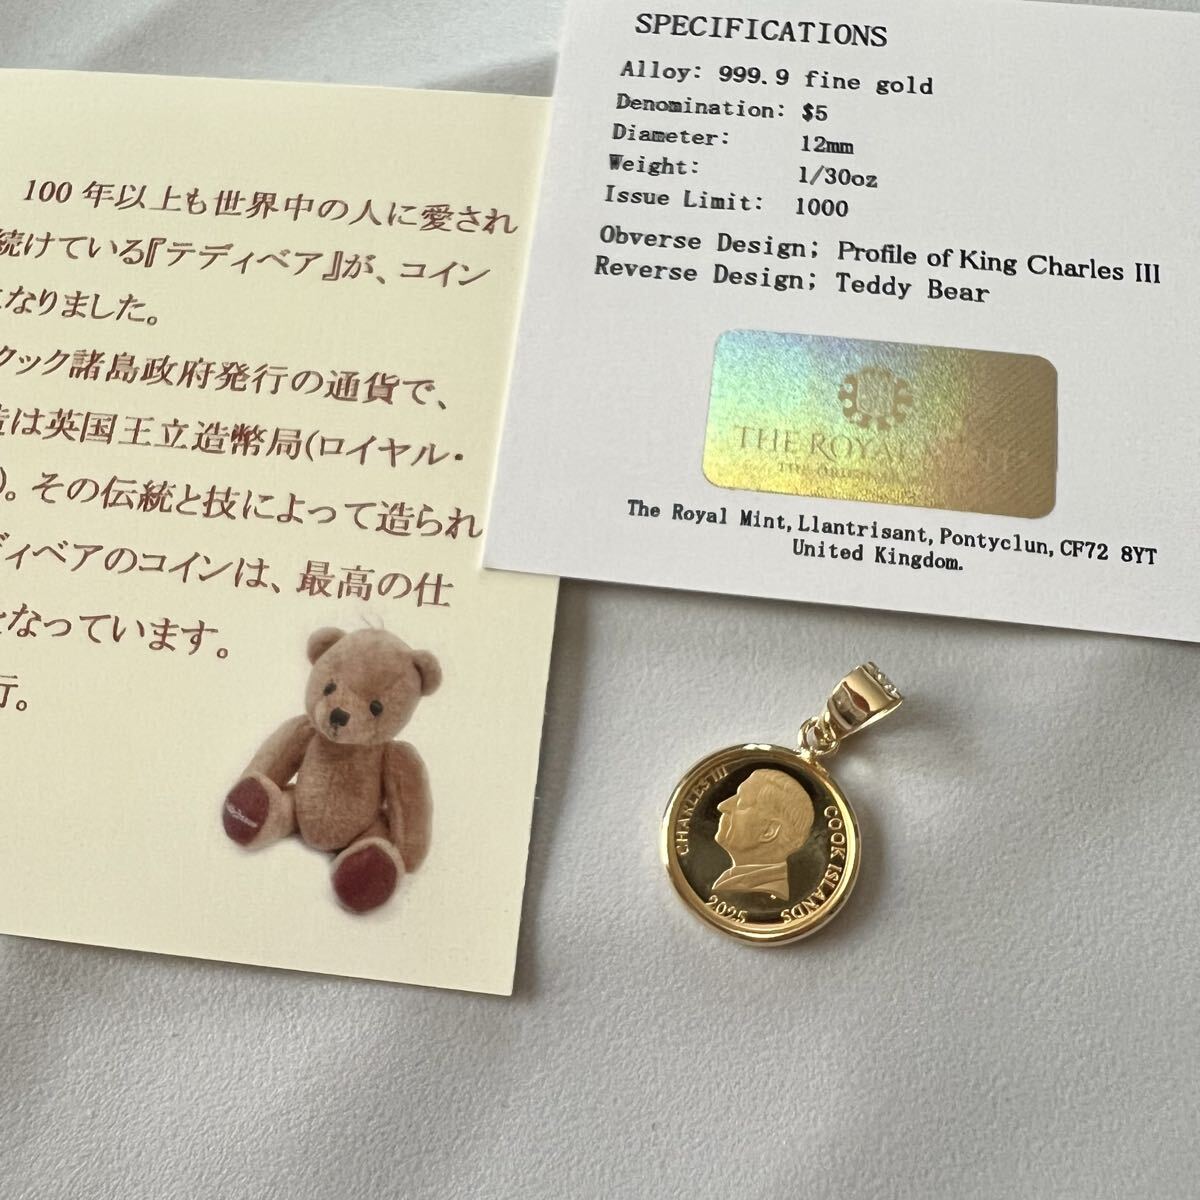 100 年以上も世界中の人に愛され
続けている『テディベア』が、コイン
なりました。
クック諸島政府発行の通貨で、
は英国王立造幣局(ロイヤル・
)。その伝統と技によって造られ
ディベアのコインは、最高の仕
なっています。
行。
SPECIFICATIONS
Alloy: 999.9 fine gold
Denomination: $5
Diameter: 12mm
Weight: 1/30oz
Issue Limit: 1000
Obverse Design; Profile of King Charles III
Reverse Design; Teddy Bear
THE ROYAL MINT
The Royal Mint, Llantrisant, Pontyclun, CF72 8YT
United Kingdom.
CHARLES III
COOK ISLANDS
2025